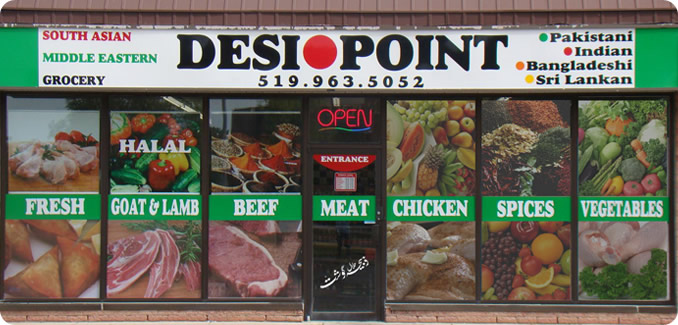 SOUTH ASIAN
MIDDLE EASTERN
GROCERY
DESI POINT
519.963.5052
Pakistani
Indian
Bangladeshi
Sri Lankan
OPEN
HALAL
ENTRANCE
FRESH
GOAT & LAMB
BEEF
MEAT
CHICKEN
SPICES
VEGETABLES